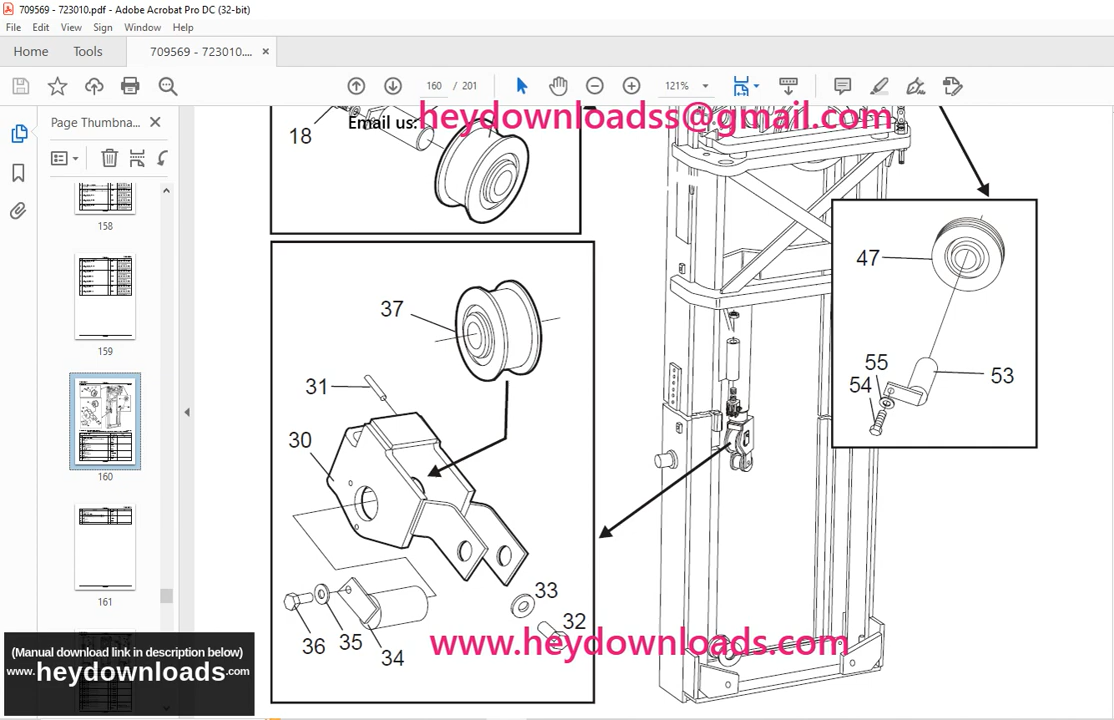 709569 - 723010.pdf - Adobe Acrobat Pro DC (32-bit)
File Edit View Sign Window Help
Home Tools 709569 - 723010.... ×
160 / 201 121%
Page Thumbna...
158
159
160
161
Email us: heydownloadss@gmail.com
18
37
31
30
33
32
36
35
34
47
55
54
53
www.heydownloads.com
(Manual download link in description below)
www.heydownloads.com